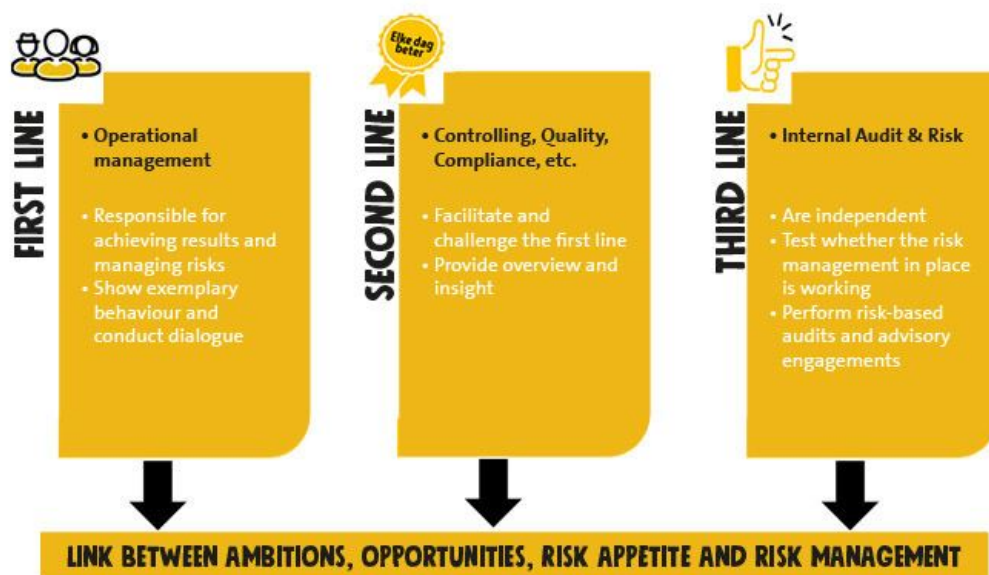 Elke dag
beter
FIRST LINE
• Operational
management
• Responsible for
achieving results and
managing risks
• Show exemplary
behaviour and
conduct dialogue
SECOND LINE
• Controlling, Quality,
Compliance, etc.
• Facilitate and
challenge the first line
• Provide overview and
insight
THIRD LINE
• Internal Audit & Risk
• Are independent
• Test whether the risk
management in place
is working
• Perform risk-based
audits and advisory
engagements
LINK BETWEEN AMBITIONS, OPPORTUNITIES, RISK APPETITE AND RISK MANAGEMENT